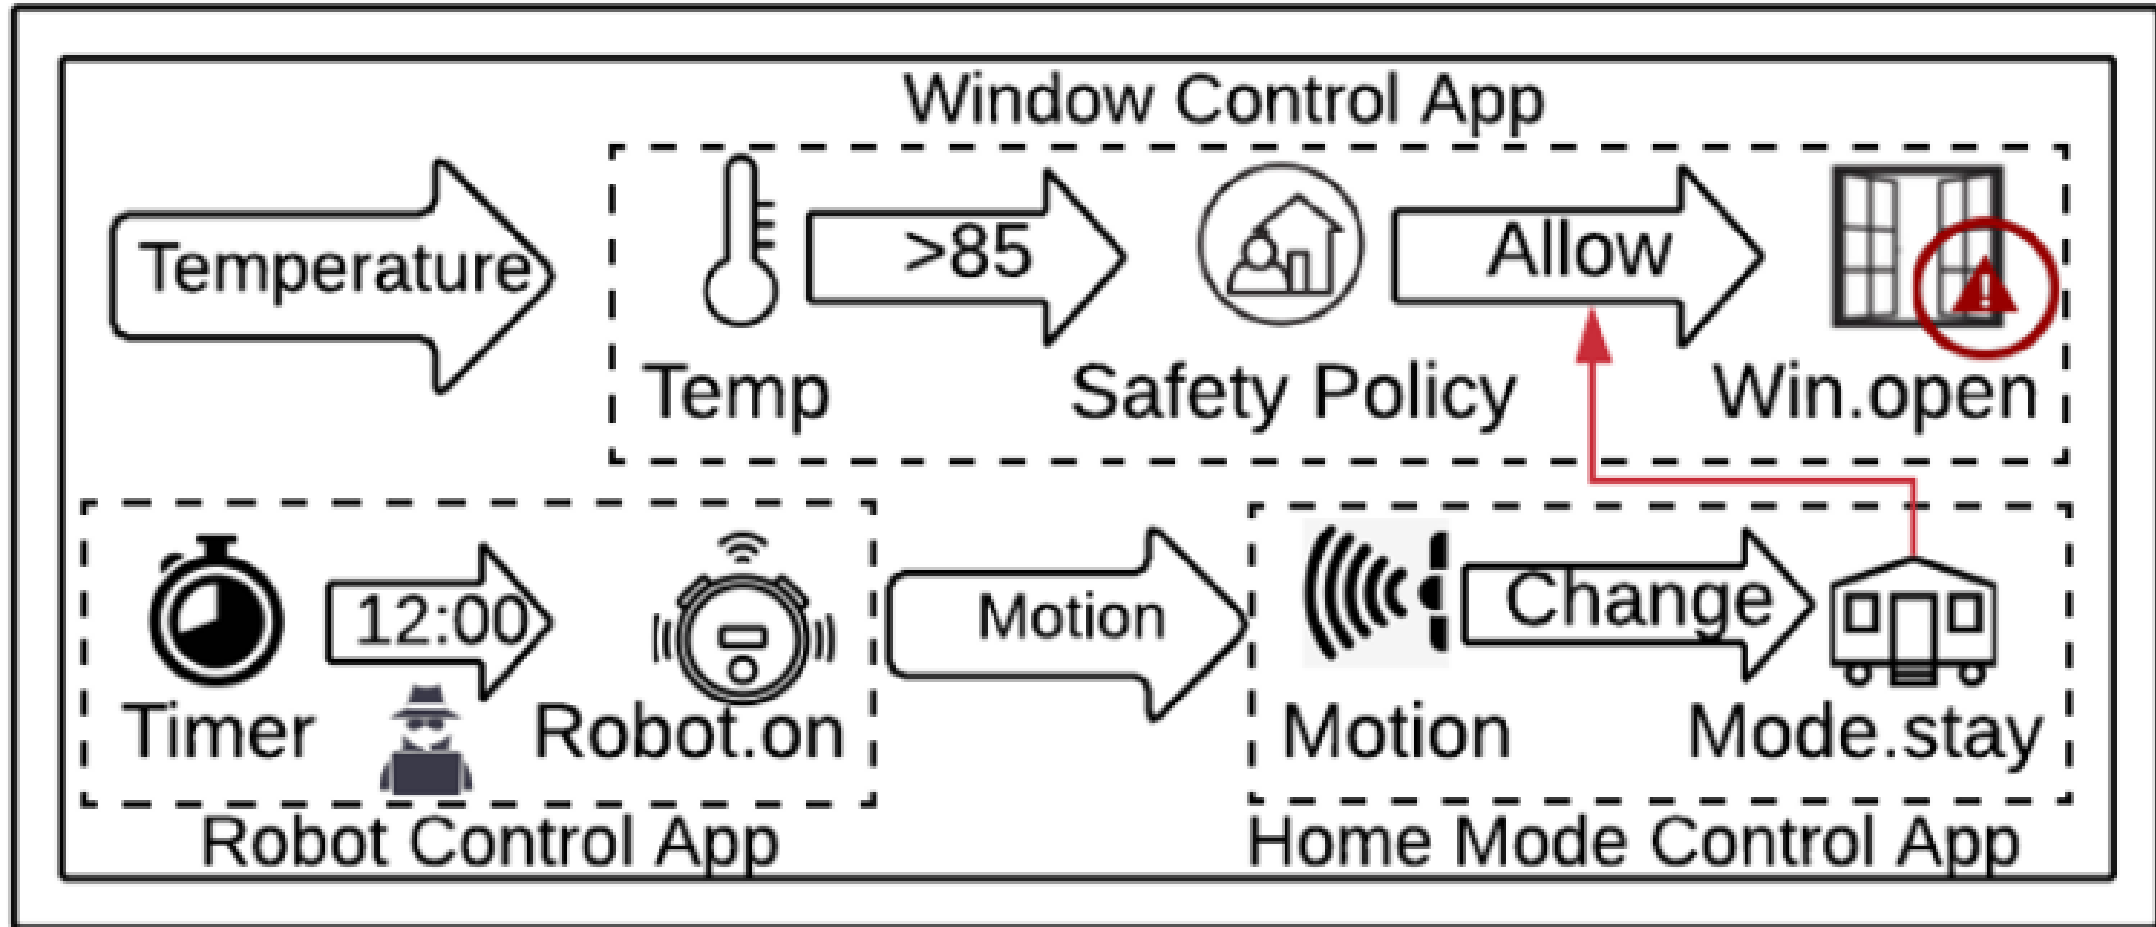 Window Control App
Temperature
>85
Allow
Temp
Safety Policy
Win.open
12:00
Motion
Change
Timer
Robot.on
Motion
Mode.stay
Robot Control App
Home Mode Control App